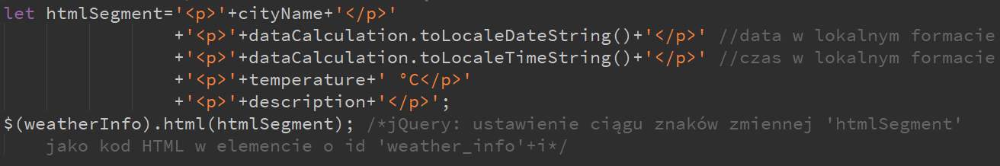 let htmlSegment='<p>'+cityName+'</p>'
+'<p>'+dataCalculation.toLocaleDateString()+'</p>' //data w lokalnym formacie
+'<p>'+dataCalculation.toLocaleTimeString()+'</p>' //czas w lokalnym formacie
+'<p>'+temperature+' °C</p>'
+'<p>'+description+'</p>';
$(weatherInfo).html(htmlSegment); /*jQuery: ustawienie ciągu znaków zmiennej 'htmlSegment'
jako kod HTML w elemencie o id 'weather_info'+i*/